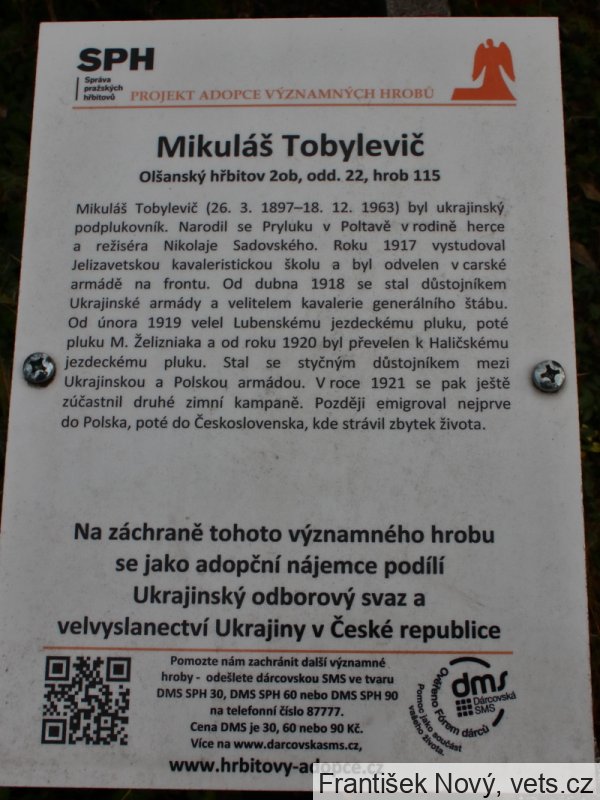 SPH
Správa
pražských
hřbitovů
PROJEKT ADOPCE VÝZNAMNÝCH HROBŮ
Mikuláš Tobylevič
Olšanský hřbitov 2ob, odd. 22, hrob 115
Mikuláš Tobylevič (26. 3. 1897–18. 12. 1963) byl ukrajinský
podplukovník. Narodil se Pryluku v Poltavě v rodině herce
a režiséra Nikolaje Sadovského. Roku 1917 vystudoval
Jelizavetskou kavaleristickou školu a byl odvelen v carské
armádě na frontu. Od dubna 1918 se stal důstojníkem
Ukrajinské armády a velitelem kavalerie generálního štábu.
Od února 1919 velel Lubenskému jezdeckému pluku, poté
pluku M. Želizniaka a od roku 1920 byl převelen k Haličskému
jezdeckému pluku. Stal se styčným důstojníkem mezi
Ukrajinskou a Polskou armádou. V roce 1921 se pak ještě
zúčastnil druhé zimní kampaně. Později emigroval nejprve
do Polska, poté do Československa, kde strávil zbytek života.
Na záchraně tohoto významného hrobu
se jako adopční nájemce podílí
Ukrajinský odborový svaz a
velvyslanectví Ukrajiny v České republice
Pomozte nám zachránit další významné
hroby - odešlete dárcovskou SMS ve tvaru
DMS SPH 30, DMS SPH 60 nebo DMS SPH 90
na telefonní číslo 87777.
Cena DMS je 30, 60 nebo 90 Kč.
Více na www.darcovskasms.cz,
www.hrbitovy-adopce.cz
dms
Dárcovská
SMS
Ověřeno Fórem dárců
Pomoc jako součást
vašeho života.
František Nový, vets.cz